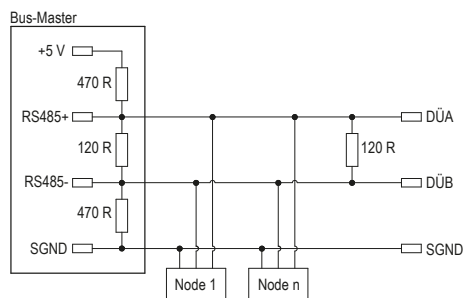 Bus-Master
+5 V
470 R
RS485+
DÜA
120 R
120 R
RS485-
DÜB
470 R
SGND
SGND
Node 1
Node n